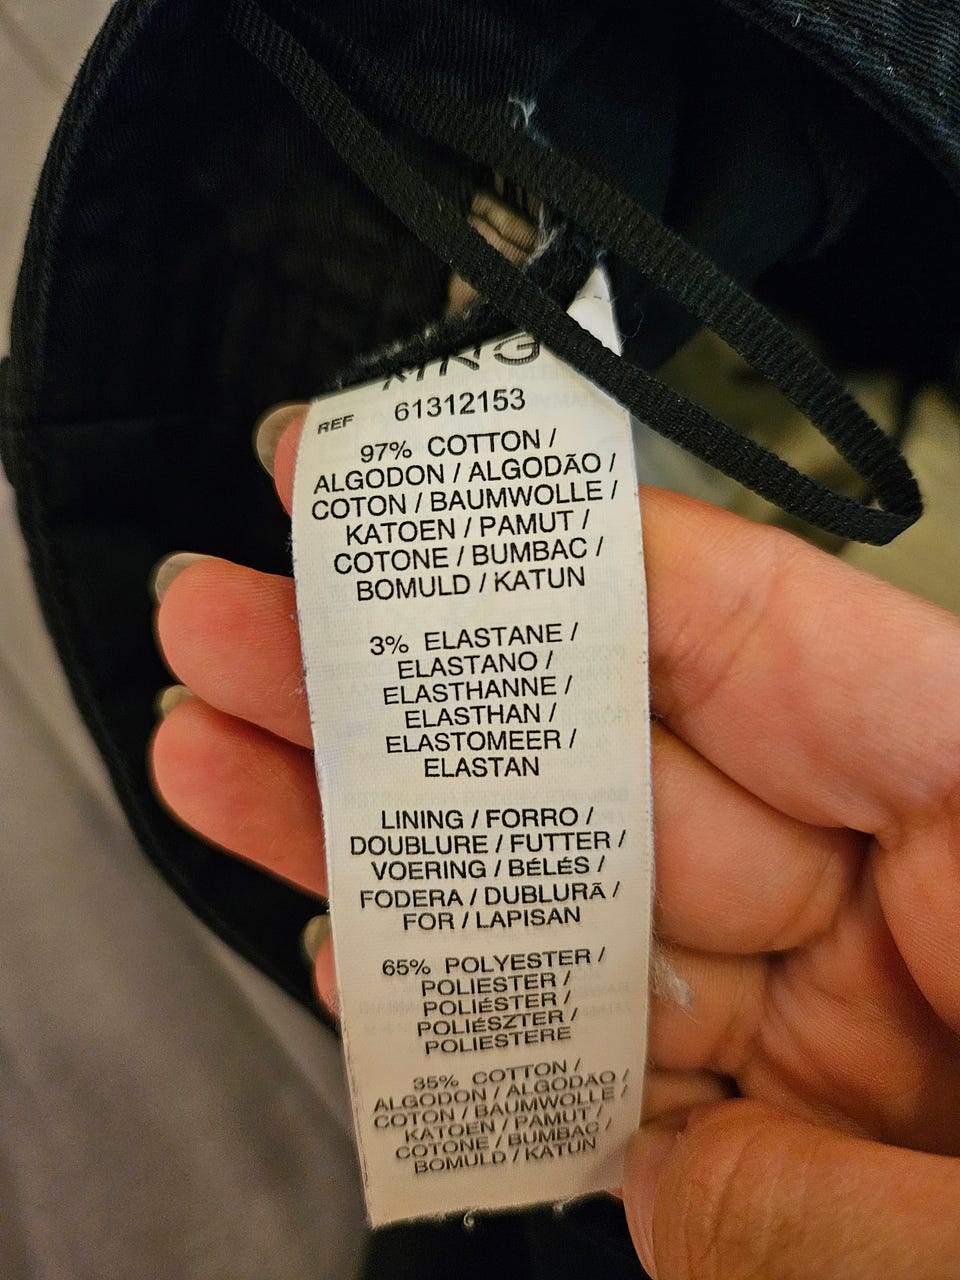 MNG
REF 61312153
97% COTTON /
ALGODON / ALGODÃO /
COTON / BAUMWOLLE /
KATOEN / PAMUT /
COTONE / BUMBAC /
BOMULD / KATUN
3% ELASTANE /
ELASTANO /
ELASTHANNE /
ELASTHAN /
ELASTOMEER /
ELASTAN
LINING / FORRO /
DOUBLURE / FUTTER /
VOERING / BÉLÉS /
FODERA / DUBLURĂ /
FOR / LAPISAN
65% POLYESTER /
POLIESTER /
POLIÉSTER /
POLIÉSZTER /
POLIESTERE
35% COTTON /
ALGODON / ALGODAO /
COTON / BAUMWOLLE /
KATOEN / PAMUT /
COTONE / BUMBAC /
BOMULD / KATUN